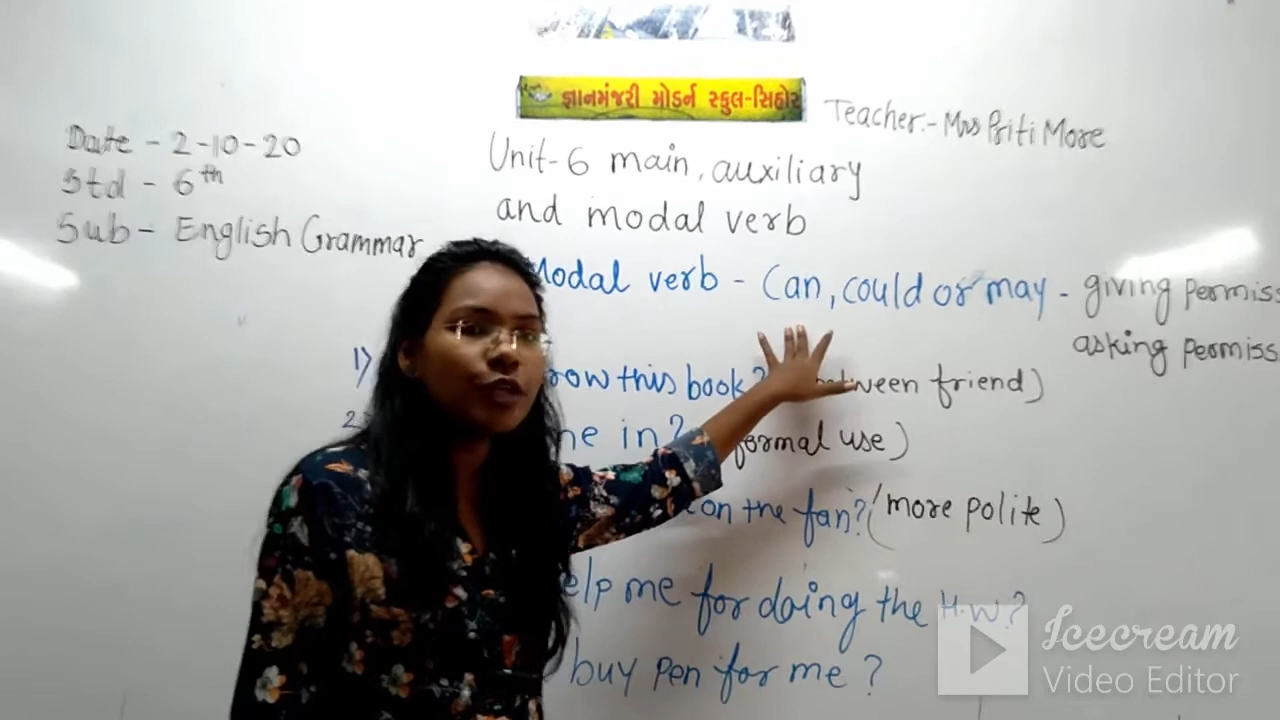 જ્ઞાનમંજરી મોડર્ન સ્કુલ-સિહોર
Teacher:- Mrs Priti More
Date - 2-10-20
Std - 6th
Sub - English Grammar
Unit-6 main, auxiliary
and modal verb
Modal verb - Can, could or may - giving permiss
asking permiss
1) row this book? between friend)
2) me in? formal use)
on the fan? (more polite)
elp me for doing the H.W?
buy pen for me?
Icecream
Video Editor